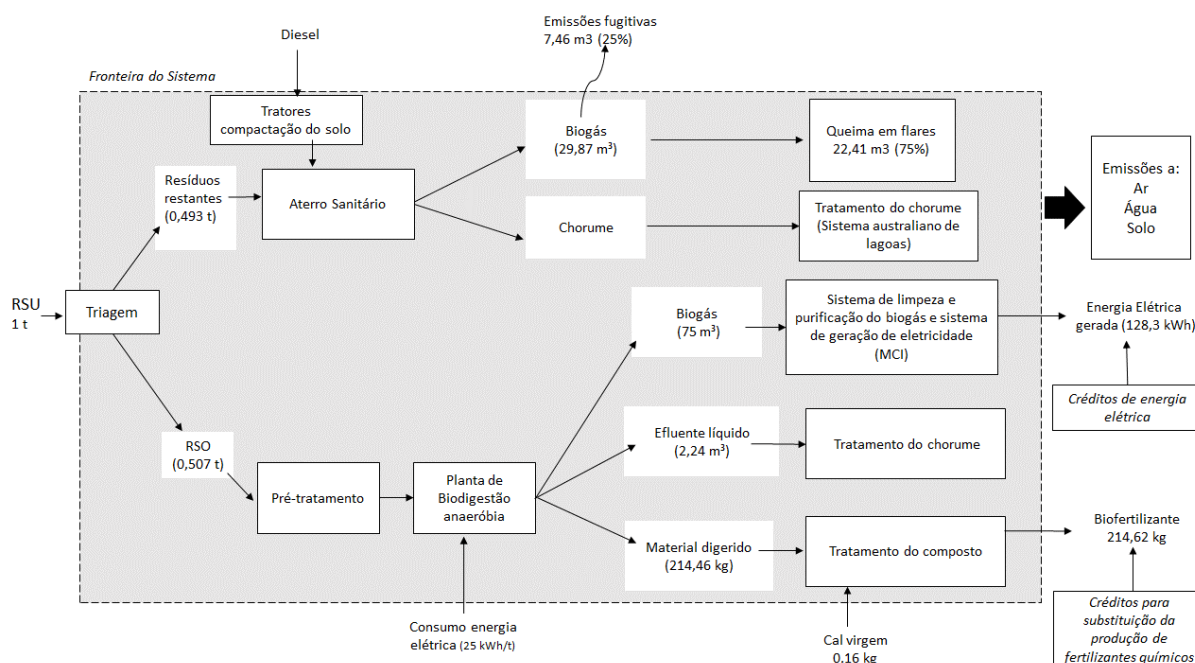 Emissões fugitivas
7,46 m3 (25%)
Diesel
Fronteira do Sistema
Tratores
compactação do solo
Biogás
(29,87 m³)
Queima em flares
22,41 m3 (75%)
Resíduos
restantes
(0,493 t)
Aterro Sanitário
Chorume
Tratamento do chorume
(Sistema australiano de
lagoas)
Emissões a:
Ar
Água
Solo
RSU
1 t
Triagem
Biogás
(75 m³)
Sistema de limpeza e
purificação do biogás e sistema
de geração de eletricidade
(MCI)
Energia Elétrica
gerada (128,3 kWh)
Créditos de energia
elétrica
RSO
(0,507 t)
Pré-tratamento
Planta de
Biodigestão
anaeróbia
Efluente líquido
(2,24 m³)
Tratamento do chorume
Material digerido
(214,46 kg)
Tratamento do composto
Biofertilizante
214,62 kg
Consumo energia
elétrica (25 kWh/t)
Cal virgem
0,16 kg
Créditos para
substituição da
produção de
fertilizantes químicos